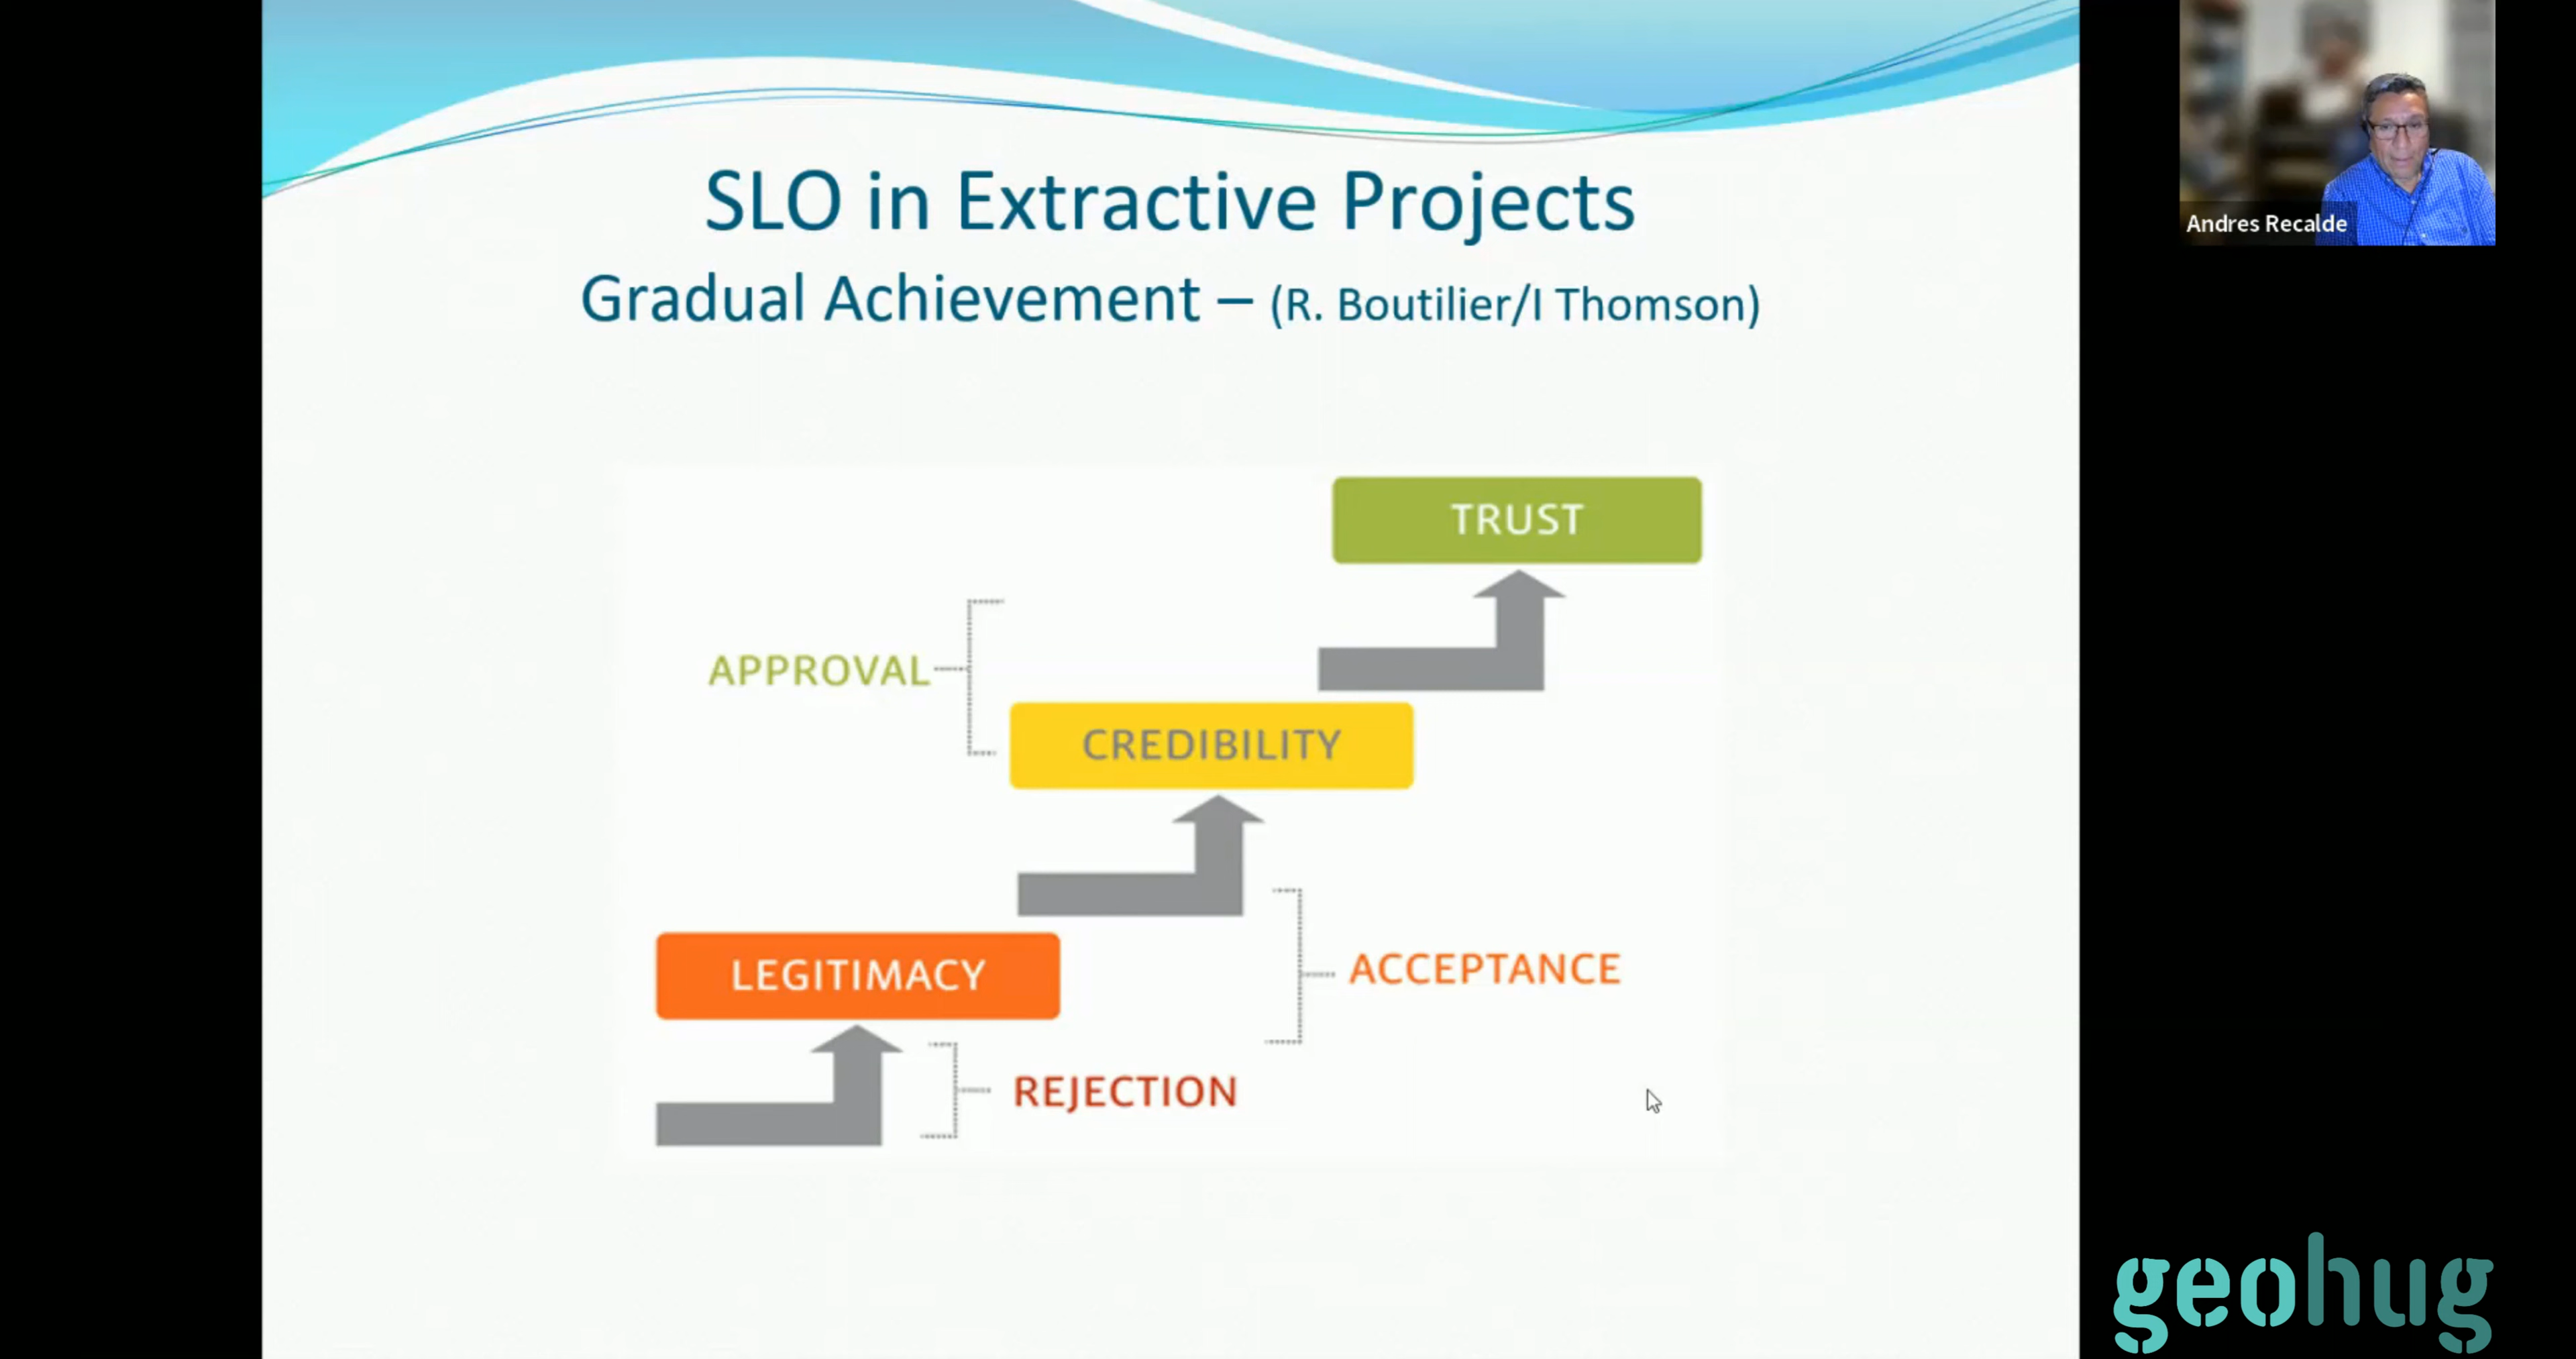 SLO in Extractive Projects
Gradual Achievement – (R. Boutilier/I Thomson)
TRUST
APPROVAL
CREDIBILITY
LEGITIMACY
ACCEPTANCE
REJECTION
Andres Recalde
geohug